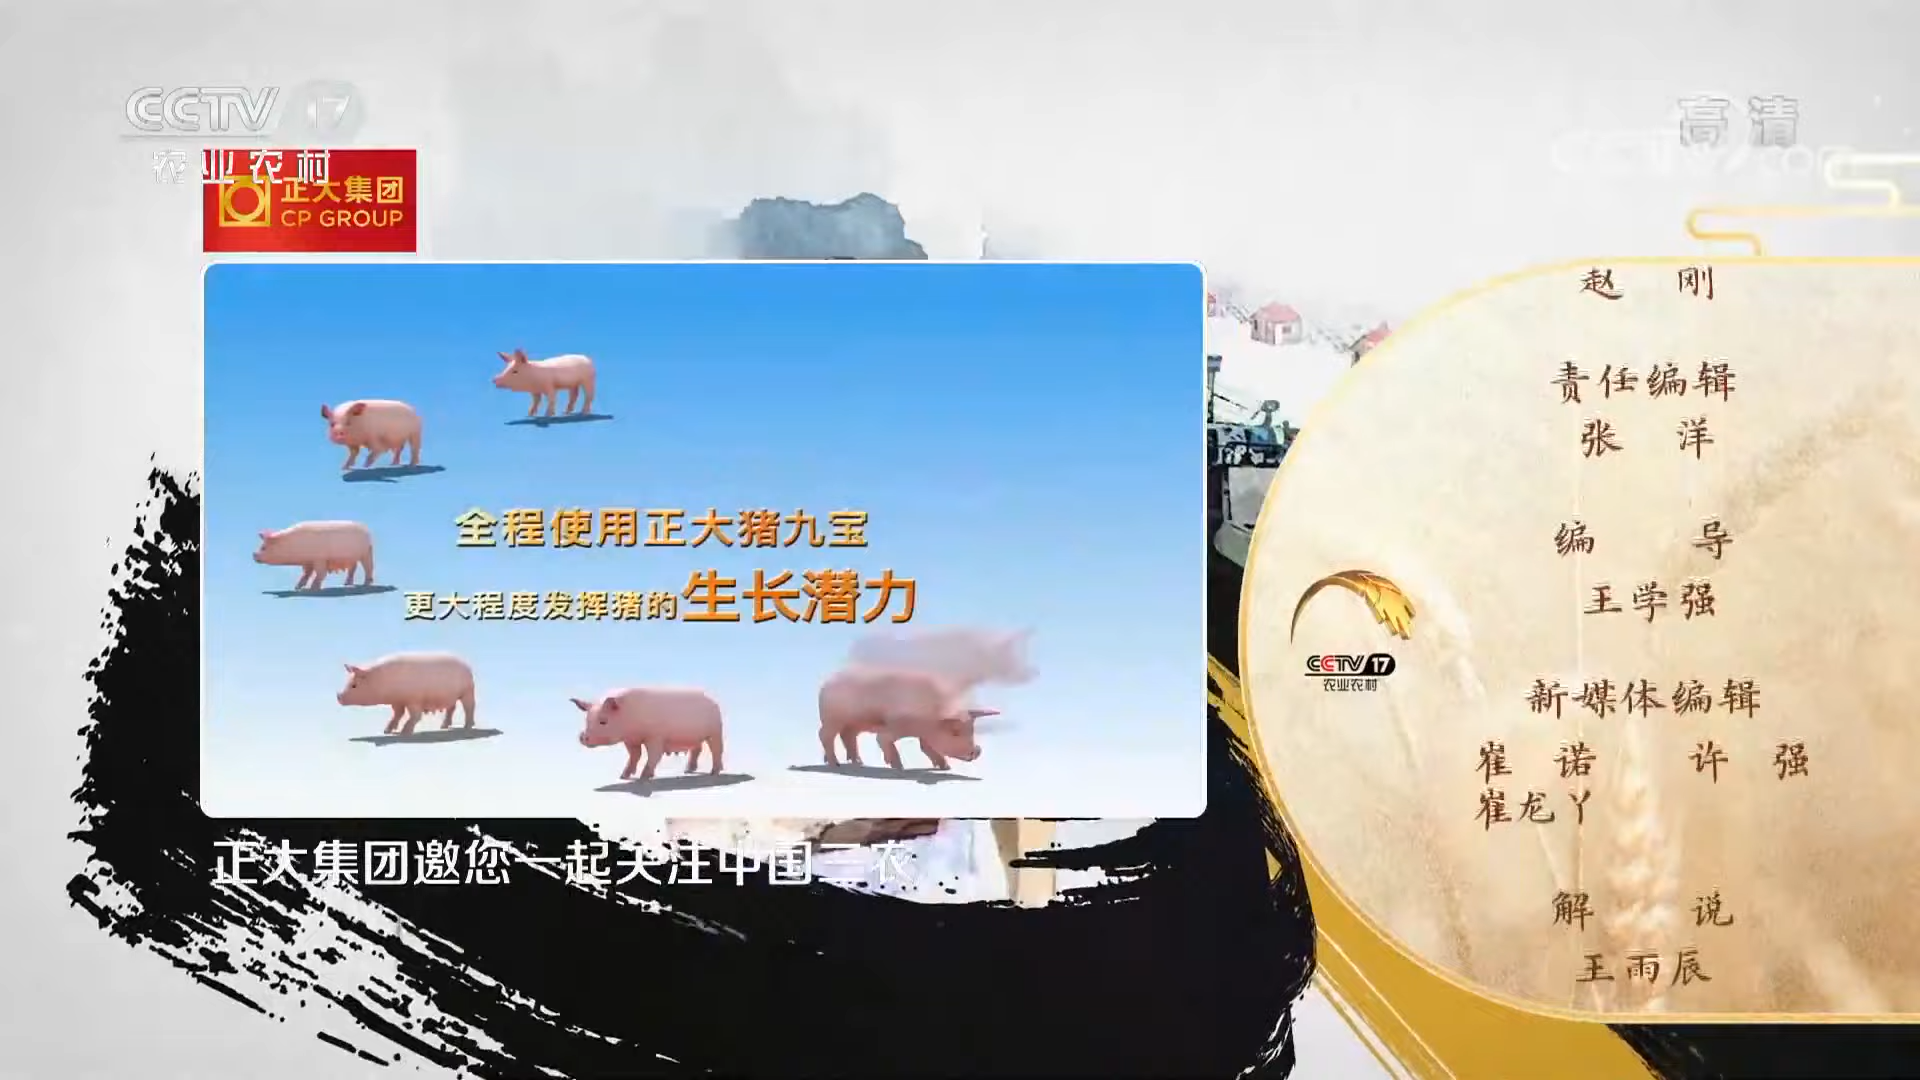 CCTV 17
农业农村
高清
CCTV.com
正大集团
CP GROUP
全程使用正大猪九宝
更大程度发挥猪的生长潜力
正大集团邀您一起关注中国三农
CCTV 17
农业农村
赵 刚
责任编辑
张 洋
编 导
王学强
新媒体编辑
崔 诺 许 强
崔龙丫
解 说
王雨辰